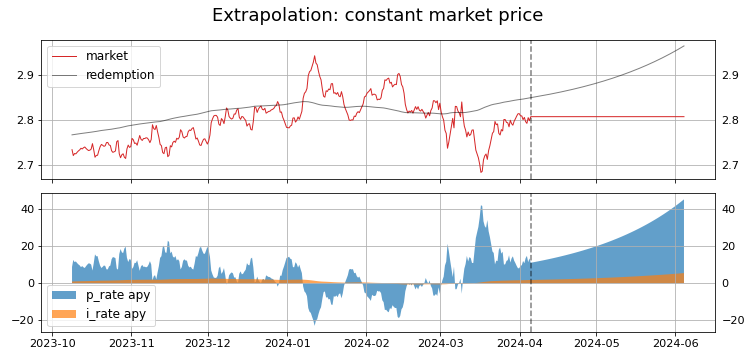 Extrapolation: constant market price
market
redemption
2.9
2.8
2.7
2.9
2.8
2.7
40
20
0
−20
40
20
0
−20
p_rate apy
i_rate apy
2023-10 2023-11 2023-12 2024-01 2024-02 2024-03 2024-04 2024-05 2024-06